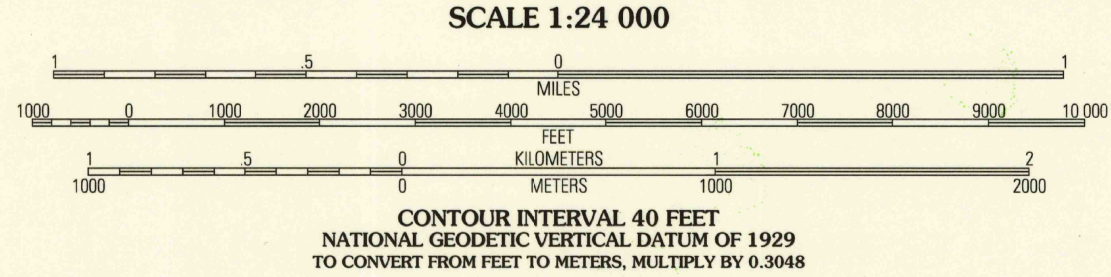 SCALE 1:24 000
1 .5 0 1
MILES
1000 0 1000 2000 3000 4000 5000 6000 7000 8000 9000 10 000
FEET
1 .5 0 KILOMETERS 1 2
1000 0 METERS 1000 2000
CONTOUR INTERVAL 40 FEET
NATIONAL GEODETIC VERTICAL DATUM OF 1929
TO CONVERT FROM FEET TO METERS, MULTIPLY BY 0.3048